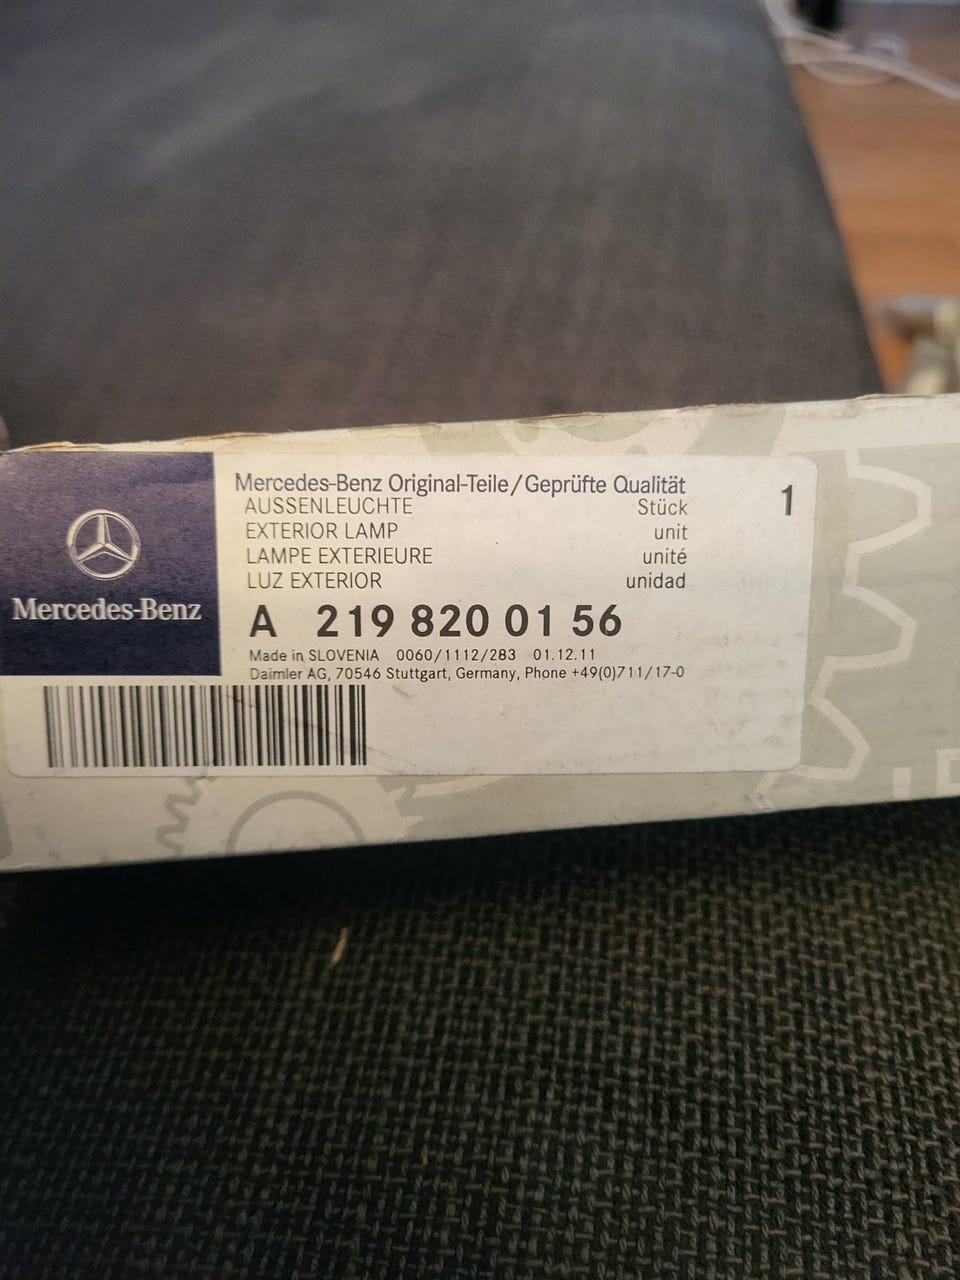 Mercedes-Benz
Mercedes-Benz Original-Teile/Geprüfte Qualität
AUSSENLEUCHTE Stück 1
EXTERIOR LAMP unit
LAMPE EXTERIEURE unité
LUZ EXTERIOR unidad
A 219 820 01 56
Made in SLOVENIA 0060/1112/283 01.12.11
Daimler AG, 70546 Stuttgart, Germany, Phone +49(0)711/17-0